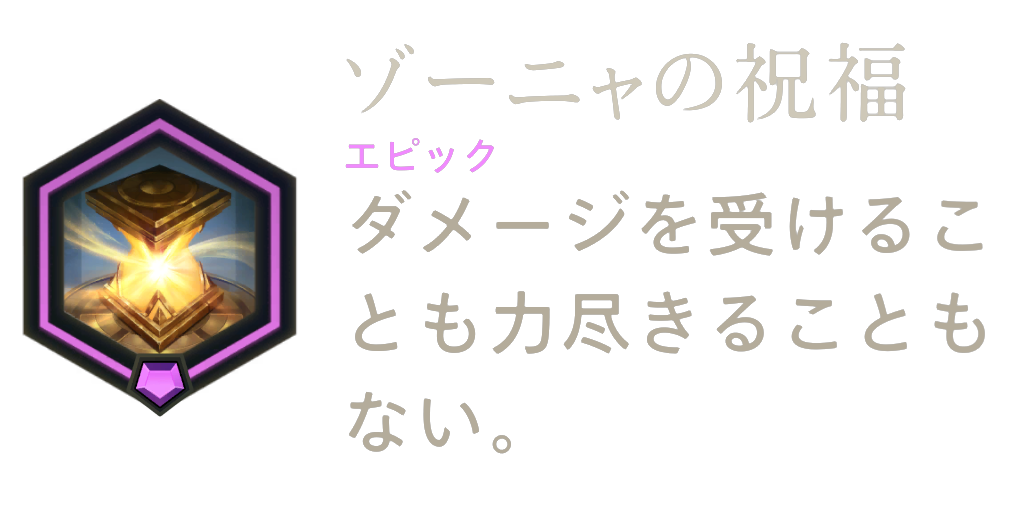 ゾーニャの祝福
エピック
ダメージを受けるこ
とも力尽きることも
ない。